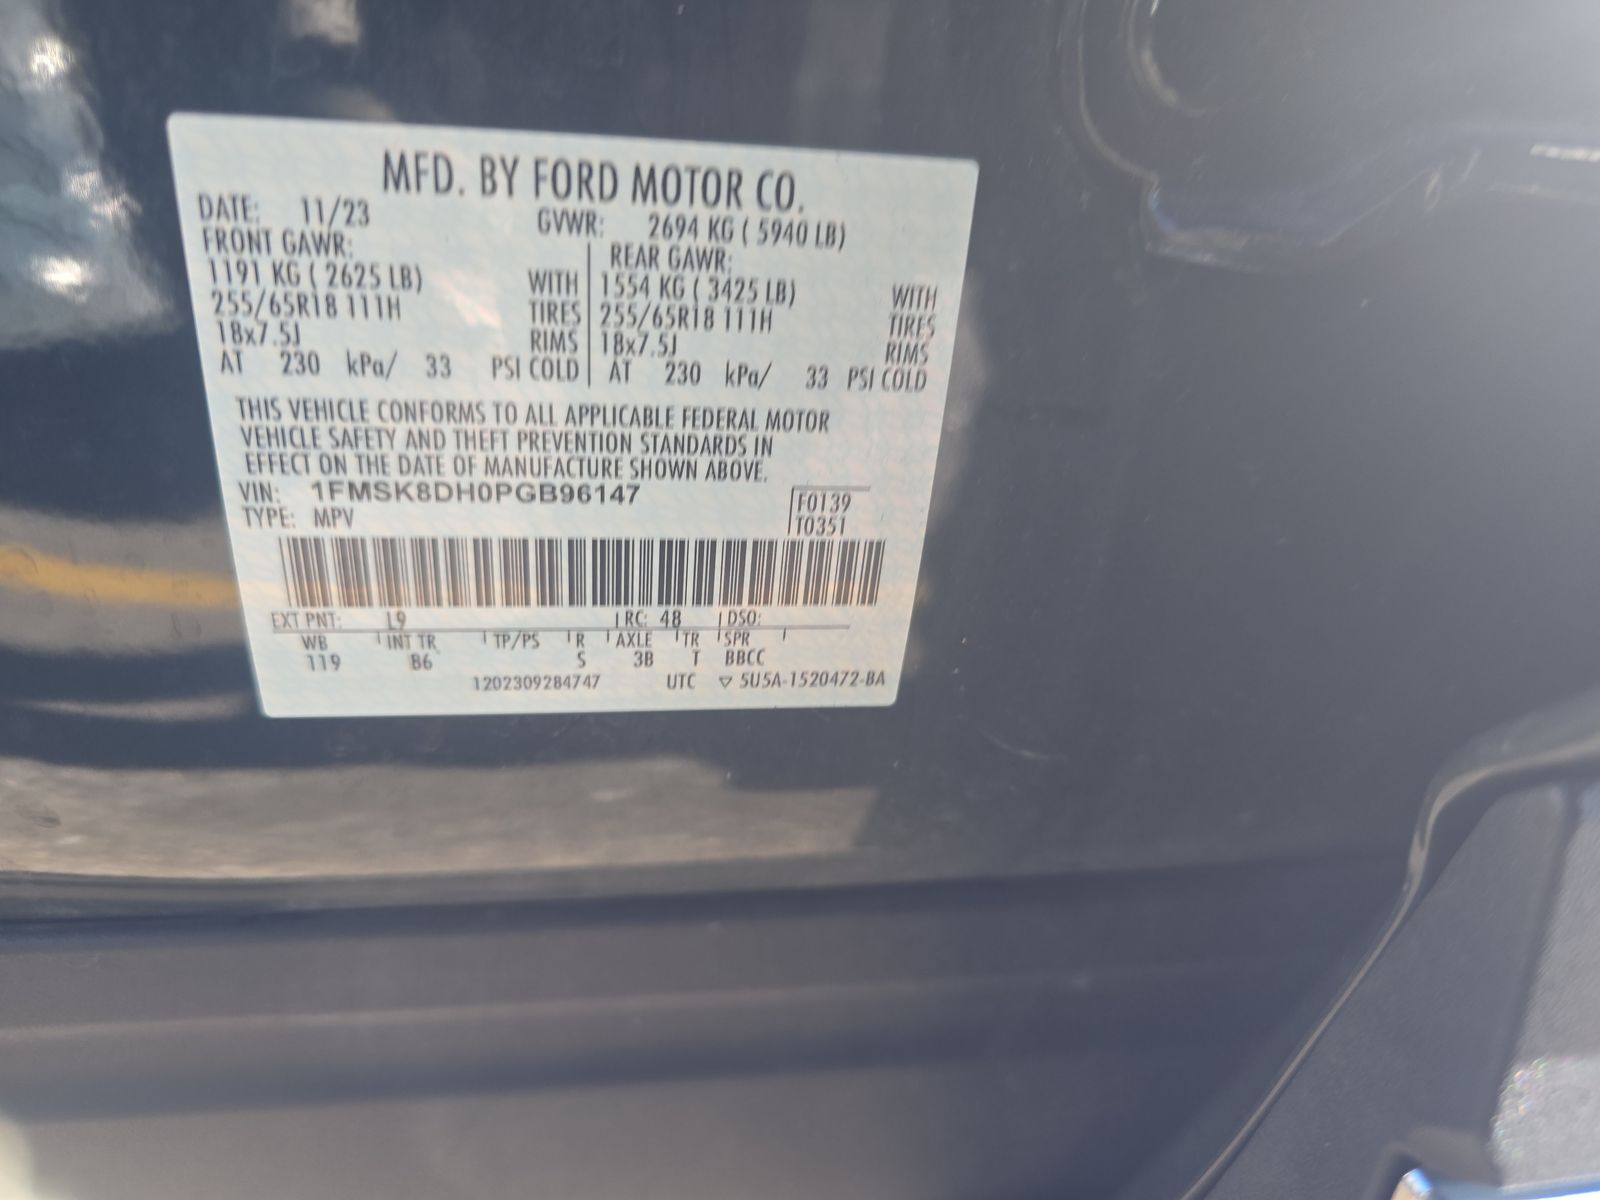 MFD. BY FORD MOTOR CO.
DATE: 11/23 GVWR: 2694 KG ( 5940 LB)
FRONT GAWR: REAR GAWR:
1191 KG ( 2625 LB) WITH 1554 KG ( 3425 LB) WITH
255/65R18 111H TIRES 255/65R18 111H TIRES
18x7.5J RIMS 18x7.5J RIMS
AT 230 kPa/ 33 PSI COLD AT 230 kPa/ 33 PSI COLD
THIS VEHICLE CONFORMS TO ALL APPLICABLE FEDERAL MOTOR
VEHICLE SAFETY AND THEFT PREVENTION STANDARDS IN
EFFECT ON THE DATE OF MANUFACTURE SHOWN ABOVE.
VIN: 1FMSK8DH0PGB96147 F0139
TYPE: MPV T0351
EXT PNT: L9 RC: 48 DSO:
WB INT TR TP/PS R AXLE TR SPR
119 B6 S 3B T BBCC
1202309284747 UTC ▽ 5U5A-1520472-BA